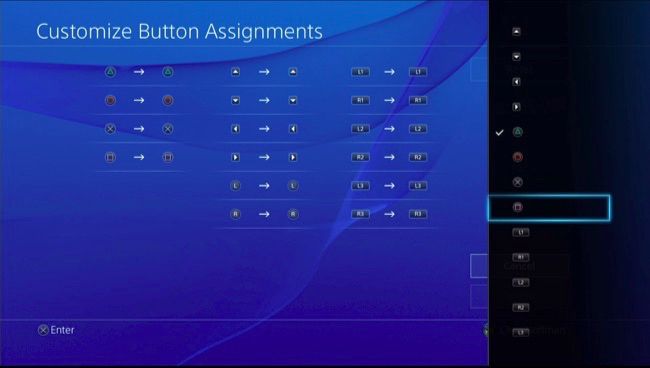 Customize Button Assignments
L1 → L1
R1 → R1
L2 → L2
L → L
R2 → R2
R → R
L3 → L3
R3 → R3
Enter
L1
R1
L2
R2
L3
Cancel